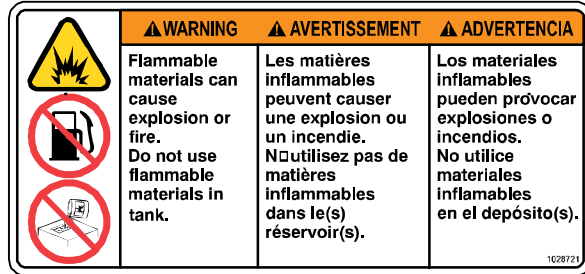 ⚠WARNING
Flammable
materials can
cause
explosion or
fire.
Do not use
flammable
materials in
tank.
⚠ AVERTISSEMENT
Les matières
inflammables
peuvent causer
une explosion ou
un incendie.
N□utilisez pas de
matières
inflammables
dans le(s)
réservoir(s).
⚠ ADVERTENCIA
Los materiales
inflamables
pueden provocar
explosiones o
incendios.
No utilice
materiales
inflamables
en el depósito(s).
1028721